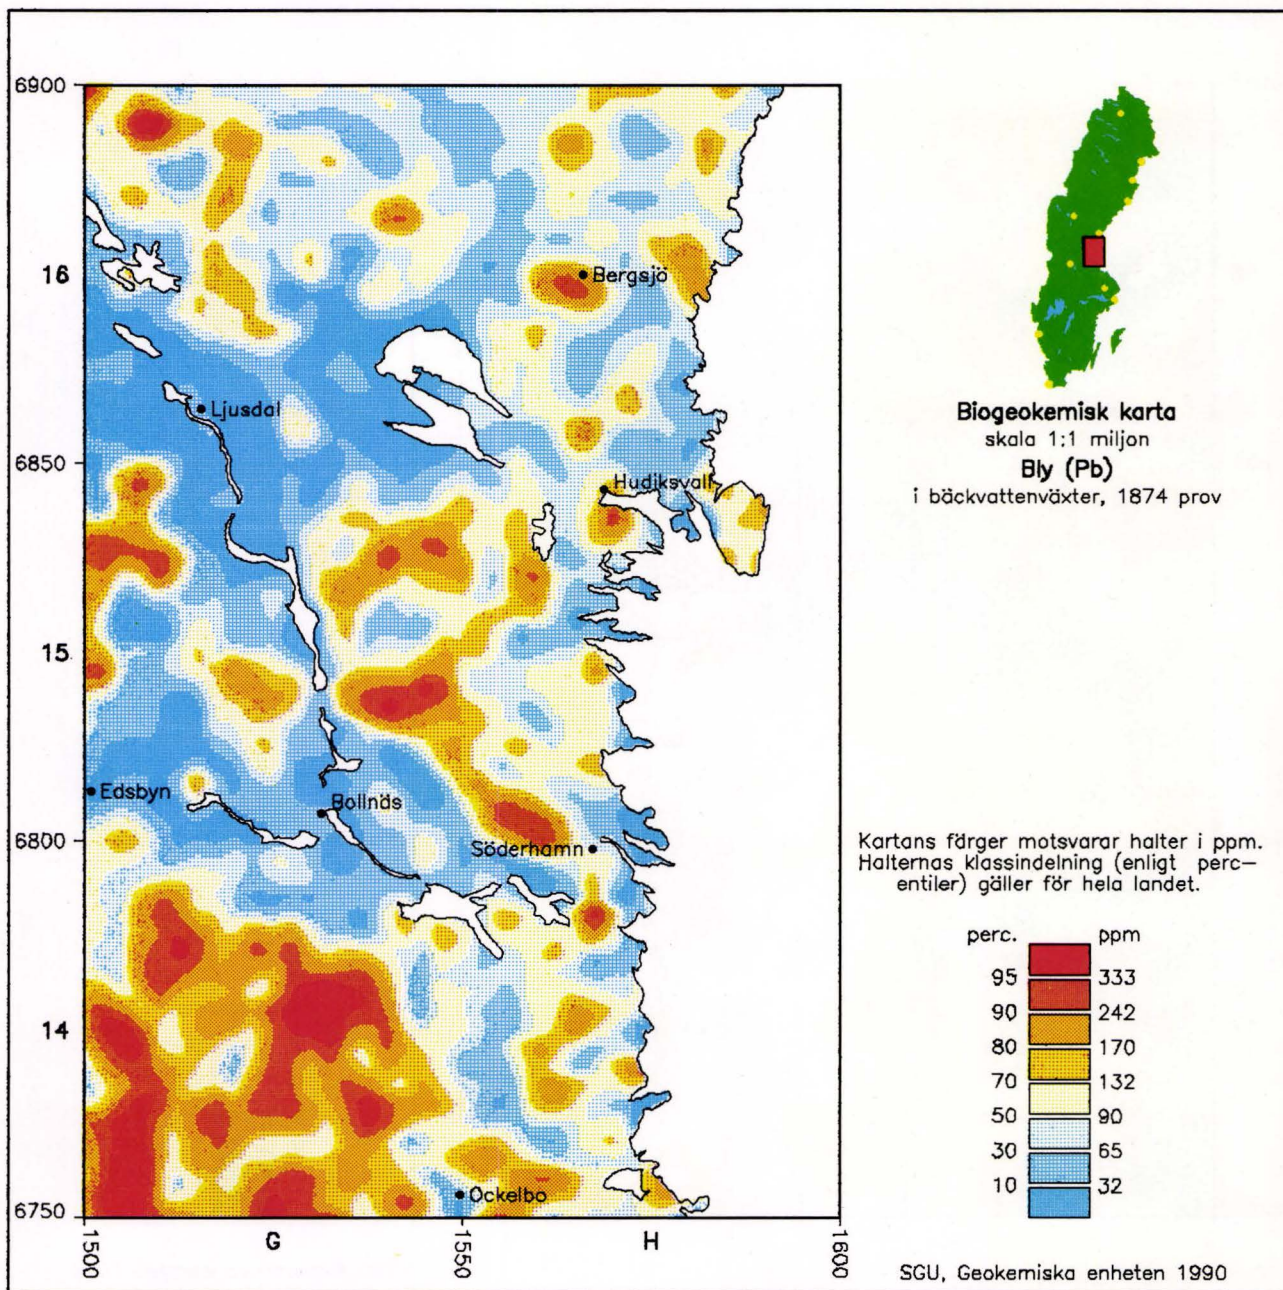 6900
16
Bergsjö
Ljusdal
6850
Hudiksvall
15
Edsbyn
Bollnäs
6800
Söderhamn
14
Ockelbo
6750
1500
G
1550
H
1600
Biogeokemisk karta
skala 1:1 miljon
Bly (Pb)
i bäckvattenväxter, 1874 prov
Kartans färger motsvarar halter i ppm.
Halternas klassindelning (enligt perc-
entiler) gäller för hela landet.
perc. ppm
95 333
90 242
80 170
70 132
50 90
30 65
10 32
SGU, Geokemiska enheten 1990